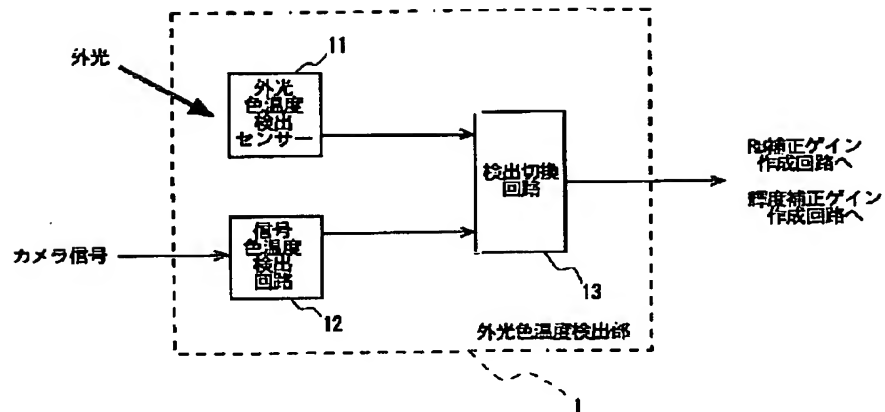 外光
11
外光
色温度
検出
センサー
検出切換
回路
補正ゲイン
作成回路へ
輝度補正ゲイン
作成回路へ
カメラ信号
信号
色温度
検出
回路
12
13
外光色温度検出部
1